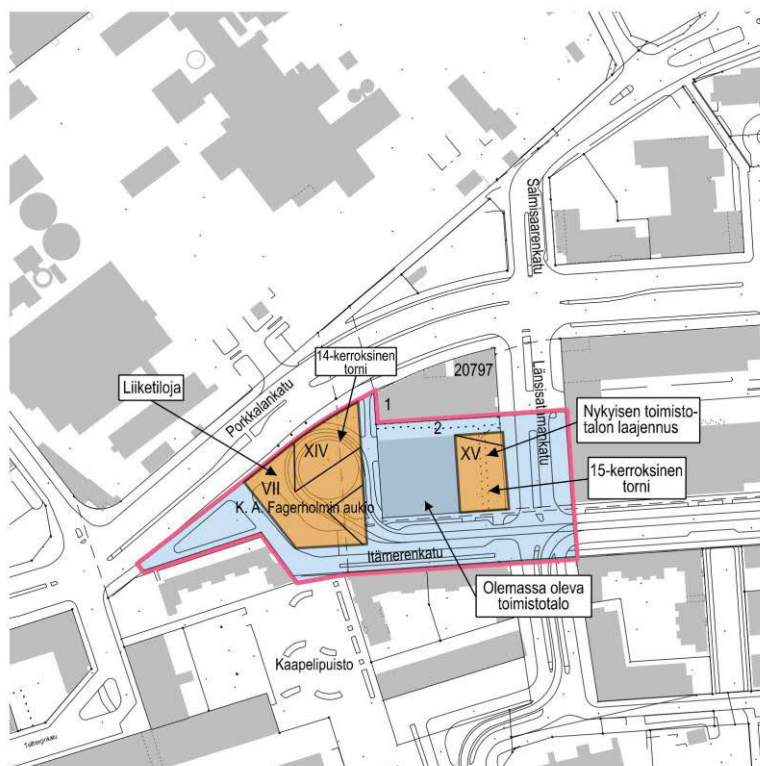 Salmisaarenkatu
Porkkalankatu
14-kerroksinen
torni
Liiketiloja
20797
1
Länsisatamankatu
Nykyisen toimisto-
talon laajennus
2
XIV
XV
VII
15-kerroksinen
torni
K. A. Fagerholmin aukio
Itämerenkatu
Olemassa oleva
toimistotalo
Kaapelipuisto
Tallberginkatu